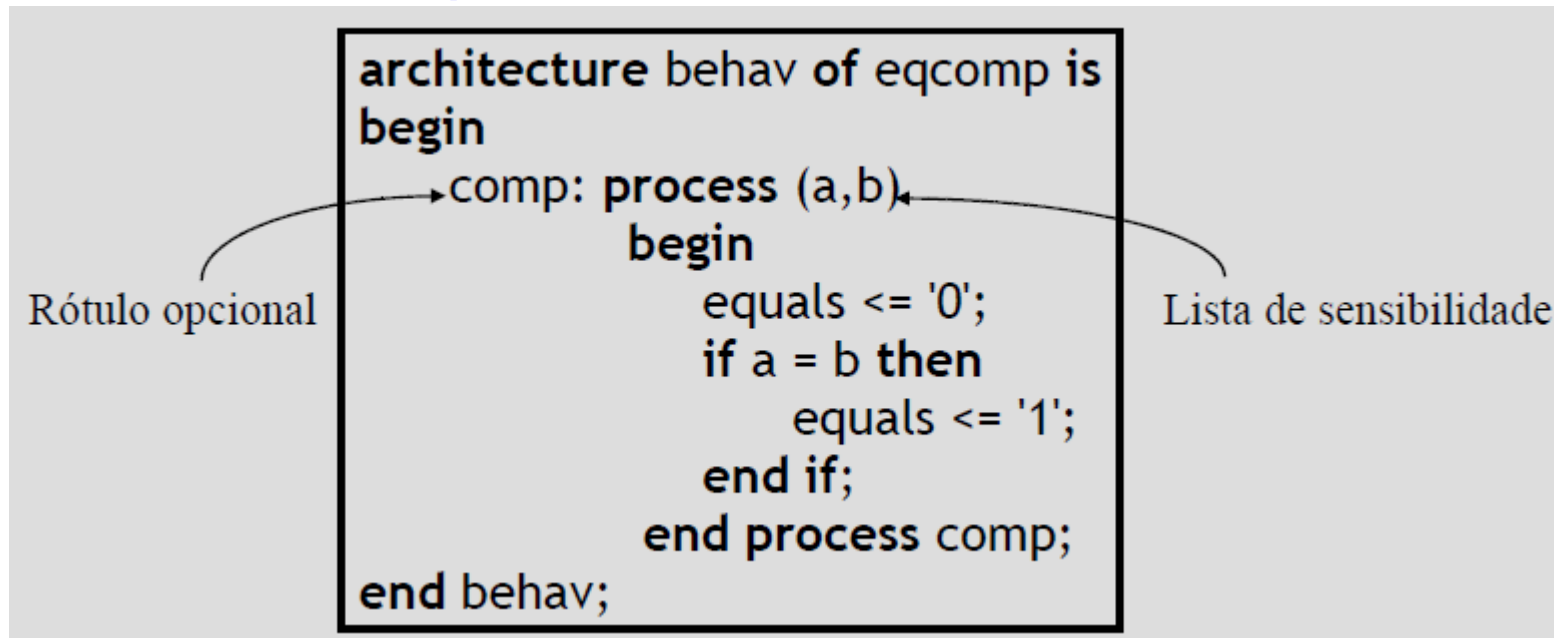 architecture behav of eqcomp is
begin
comp: process (a,b)
begin
Rótulo opcional
equals <= '0';
Lista de sensibilidade
if a = b then
equals <= '1';
end if;
end process comp;
end behav;